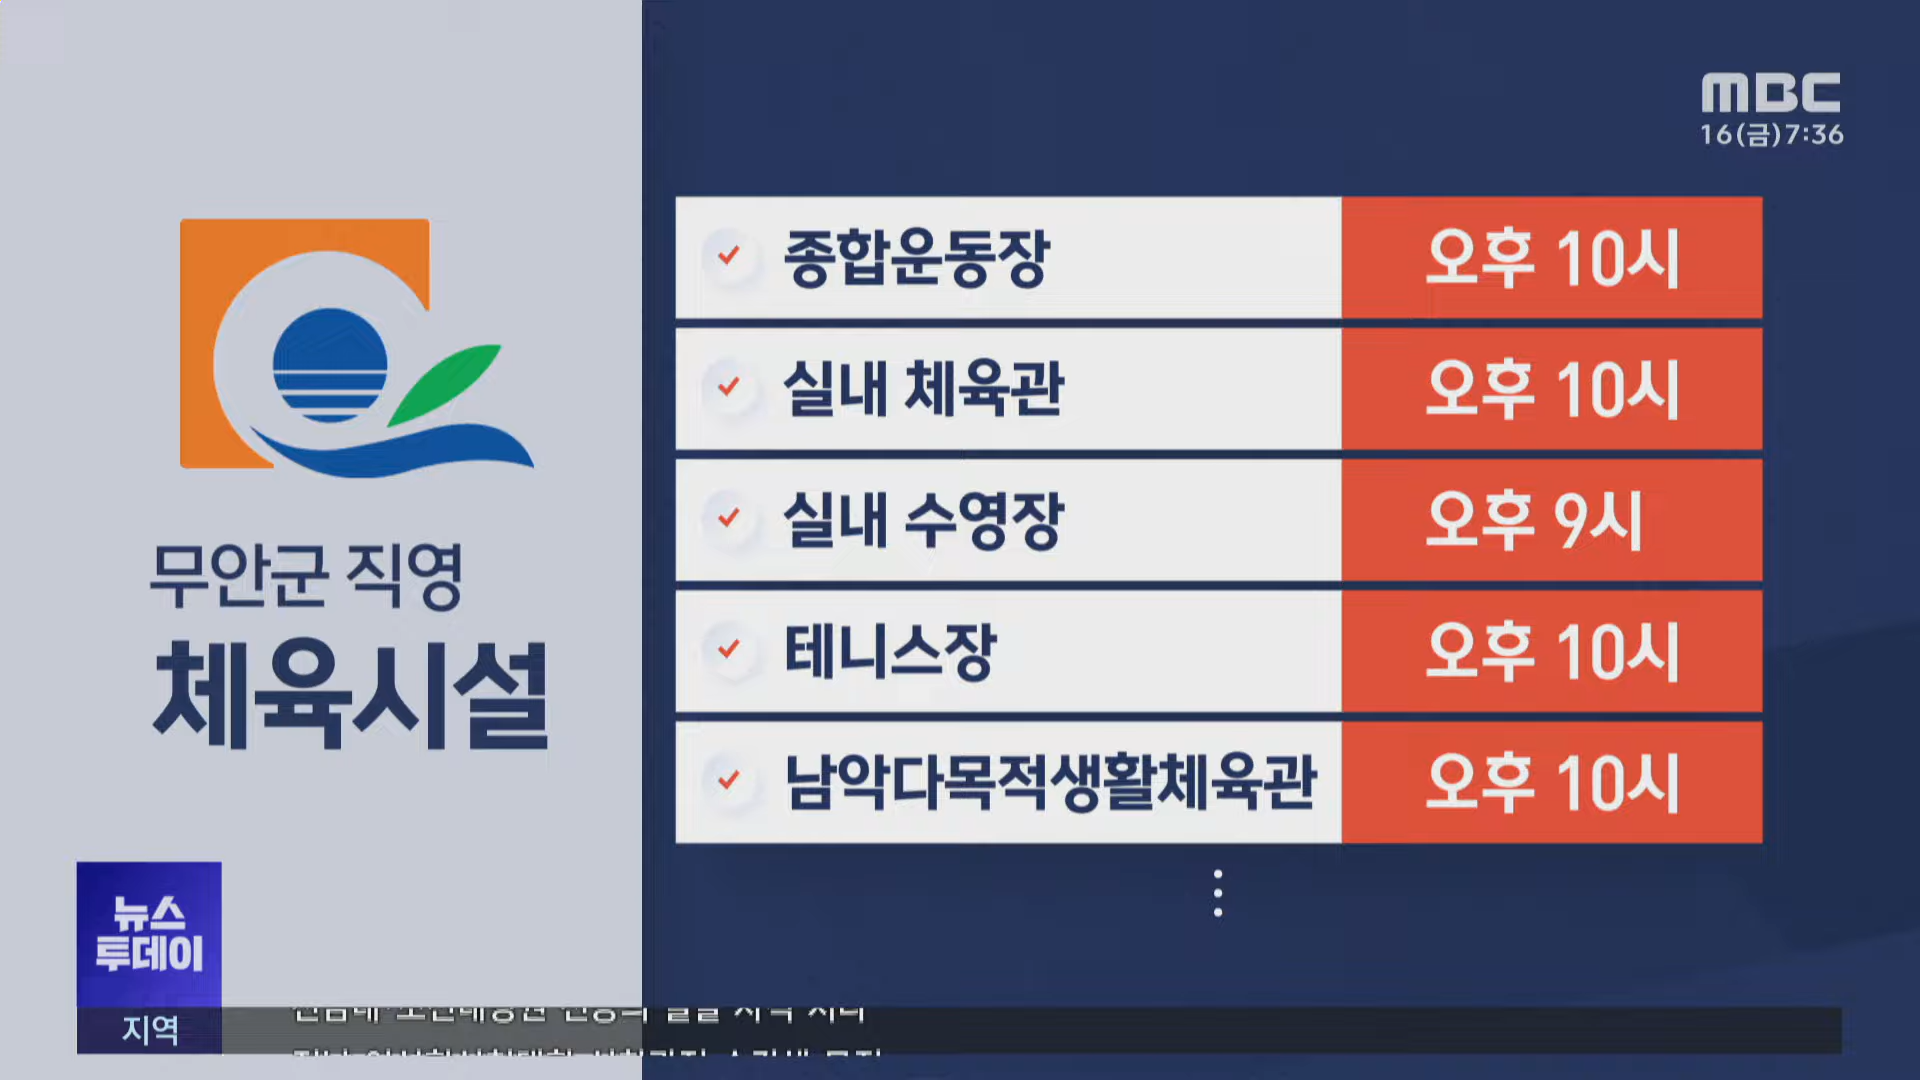 MBC
16(금)7:36
무안군 직영
체육시설
종합운동장 오후 10시
실내 체육관 오후 10시
실내 수영장 오후 9시
테니스장 오후 10시
남악다목적생활체육관 오후 10시
뉴스
투데이
지역